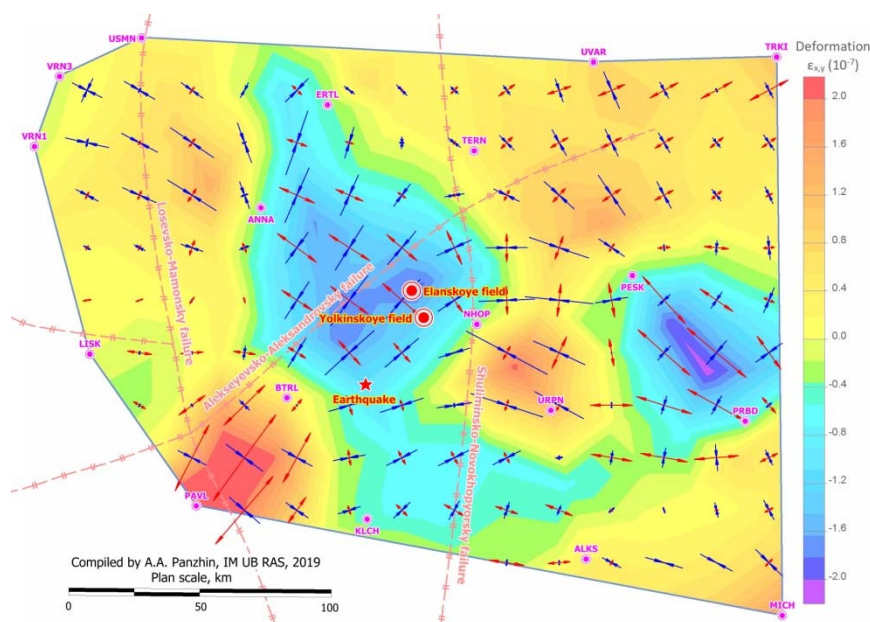 USMN
UVAR
TRKI
Deformation
εx,y (10⁻⁷)
VRN3
2.0
ERTL
1.6
VRN1
TERN
1.2
ANNA
0.8
Losevsko-Mamonsky failure
Alekseyevsko-Aleksandrovsky failure
0.4
PESK
Elanskoye field
0.0
Yolkinskoye field
NHOP
LISK
-0.4
Earthquake
BTRL
Shuliminsko-Novokhpyorsky failure
URPN
PRBD
-0.8
-1.2
PAVL
KLCH
-1.6
ALKS
Compiled by A.A. Panzhin, IM UB RAS, 2019
Plan scale, km
-2.0
0 50 100
MICH